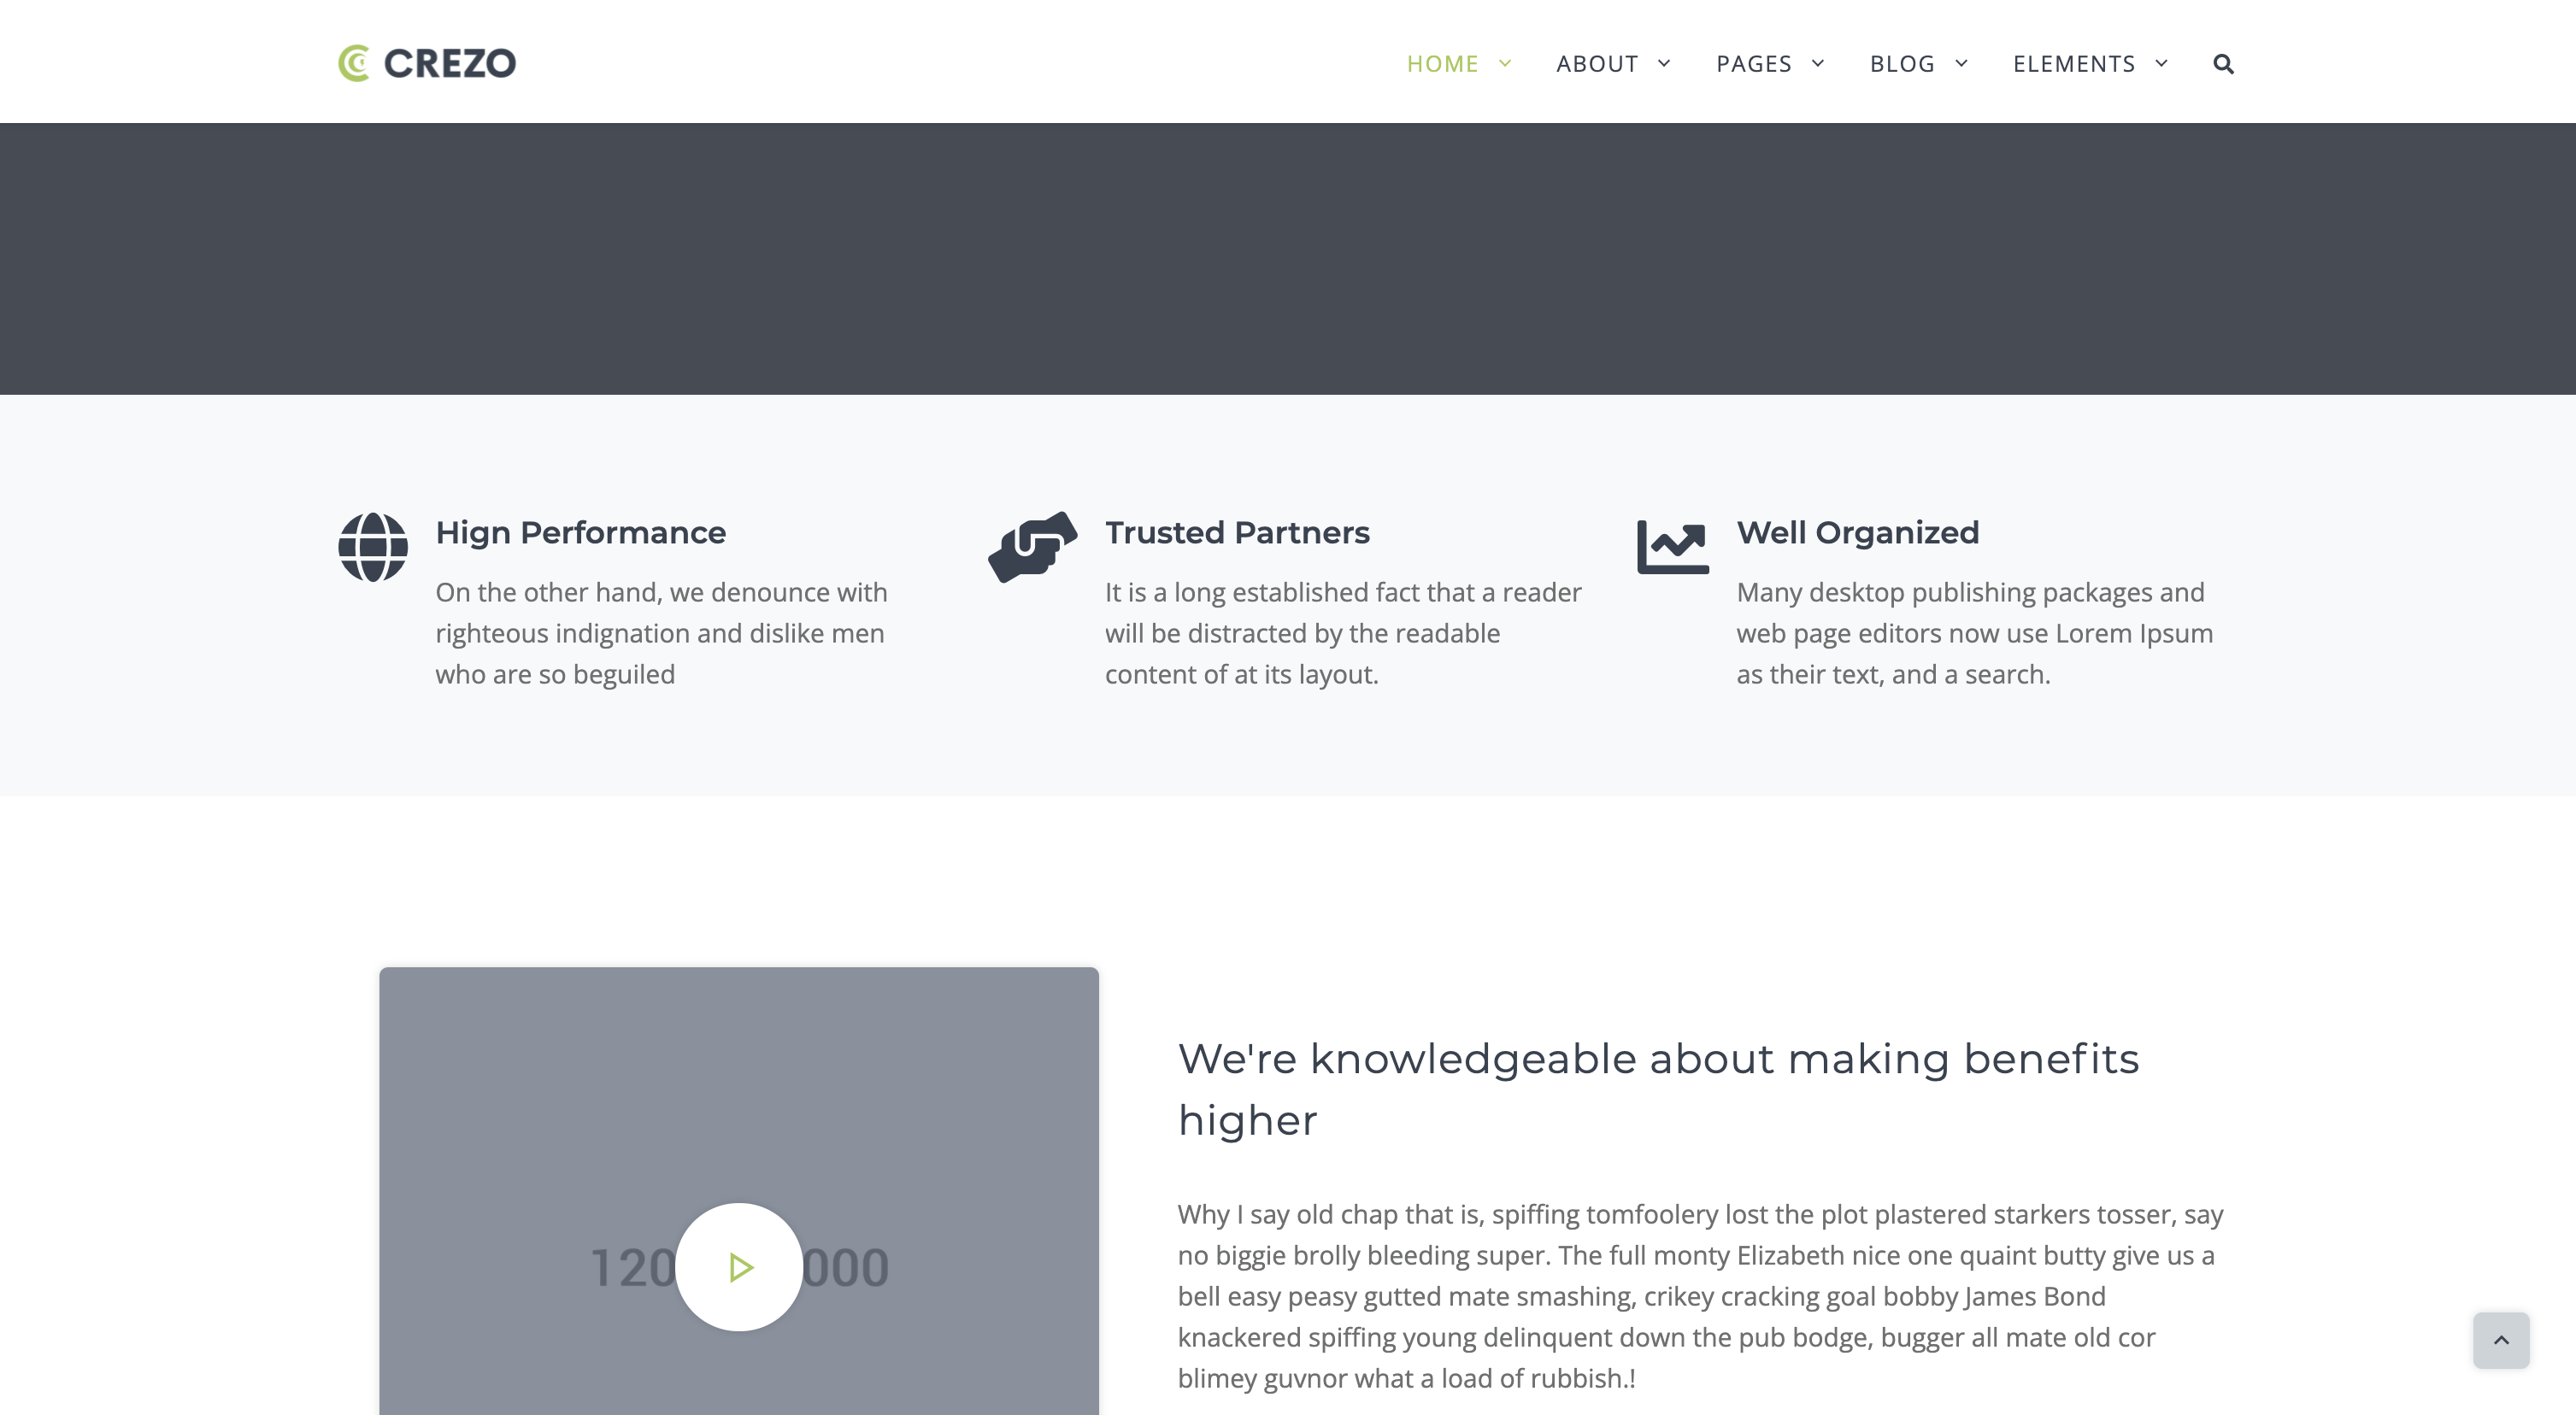 CREZO
HOME
ABOUT
PAGES
BLOG
ELEMENTS
Hign Performance
On the other hand, we denounce with
righteous indignation and dislike men
who are so beguiled
Trusted Partners
It is a long established fact that a reader
will be distracted by the readable
content of at its layout.
Well Organized
Many desktop publishing packages and
web page editors now use Lorem Ipsum
as their text, and a search.
120 000
We're knowledgeable about making benefits
higher
Why I say old chap that is, spiffing tomfoolery lost the plot plastered starkers tosser, say
no biggie brolly bleeding super. The full monty Elizabeth nice one quaint butty give us a
bell easy peasy gutted mate smashing, crikey cracking goal bobby James Bond
knackered spiffing young delinquent down the pub bodge, bugger all mate old cor
blimey guvnor what a load of rubbish.!